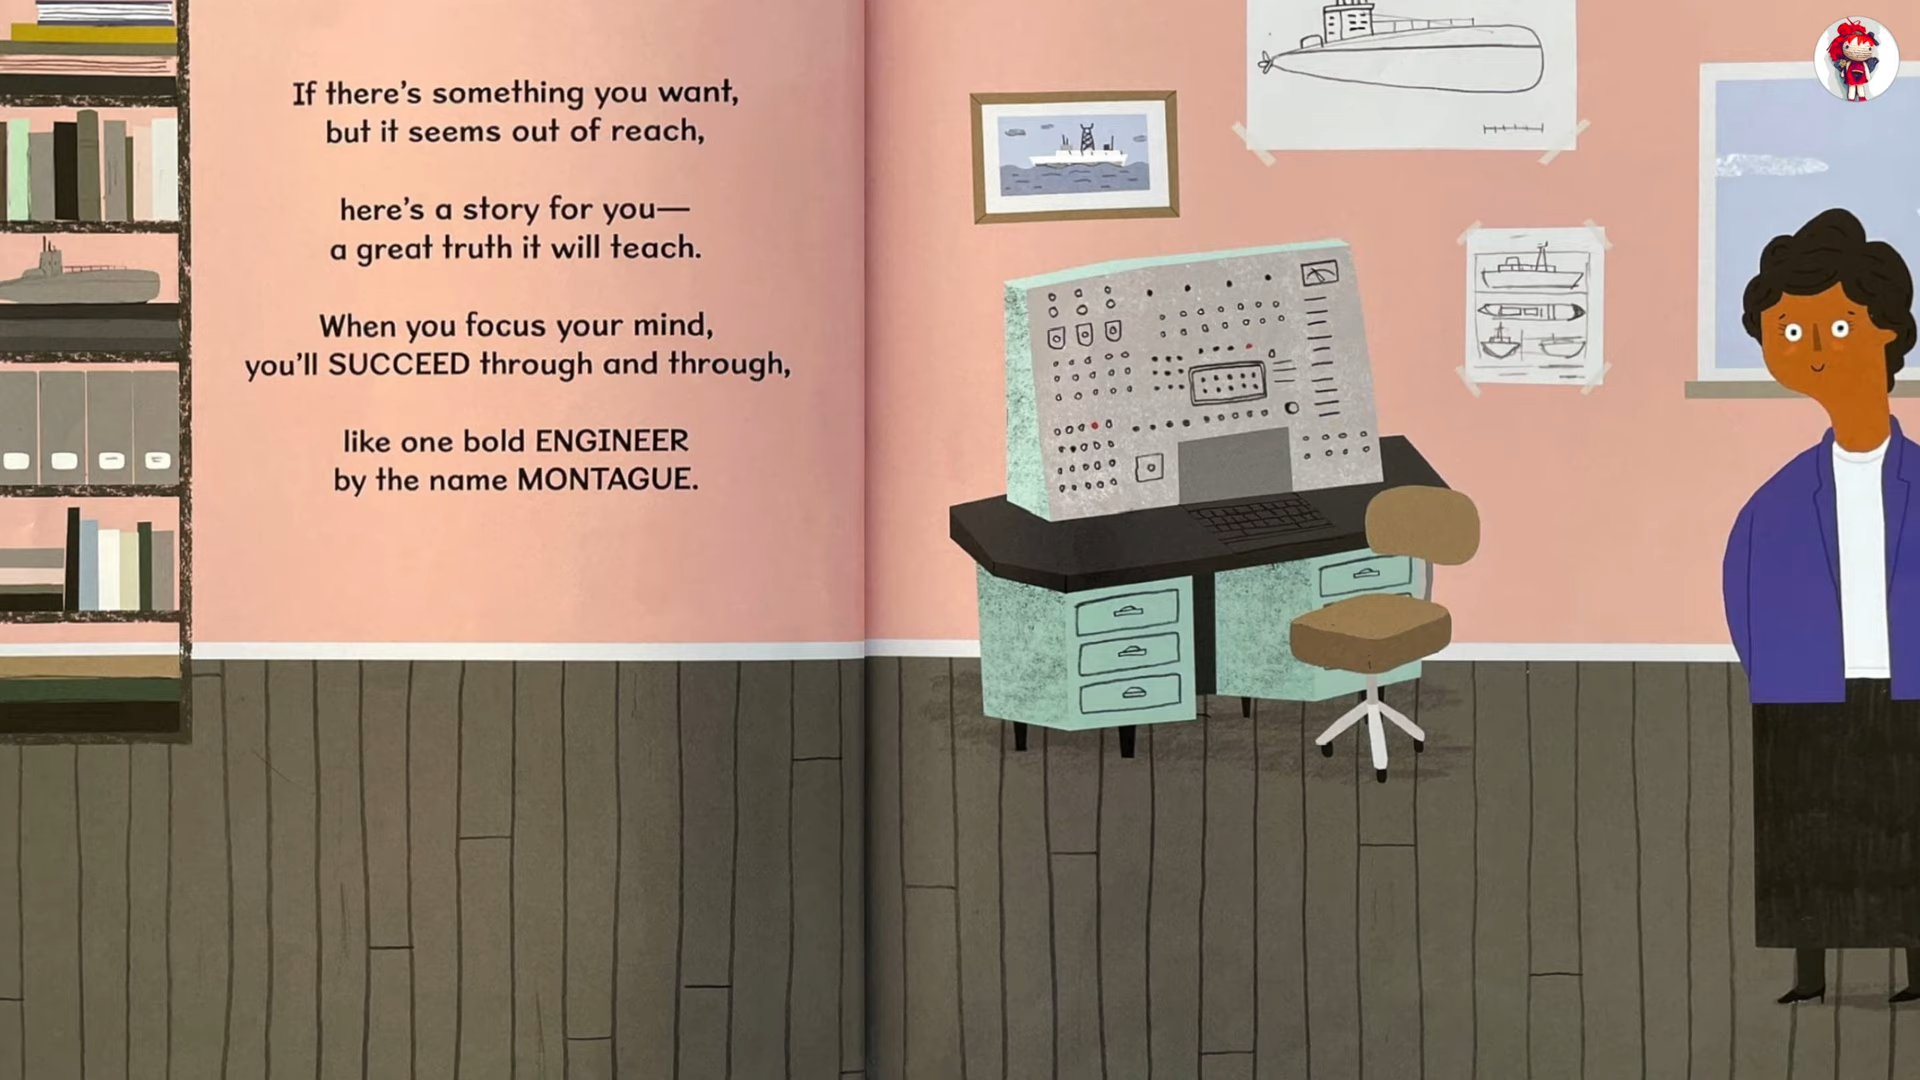 If there's something you want,
but it seems out of reach,
here's a story for you—
a great truth it will teach.
When you focus your mind,
you'll SUCCEED through and through,
like one bold ENGINEER
by the name MONTAGUE.